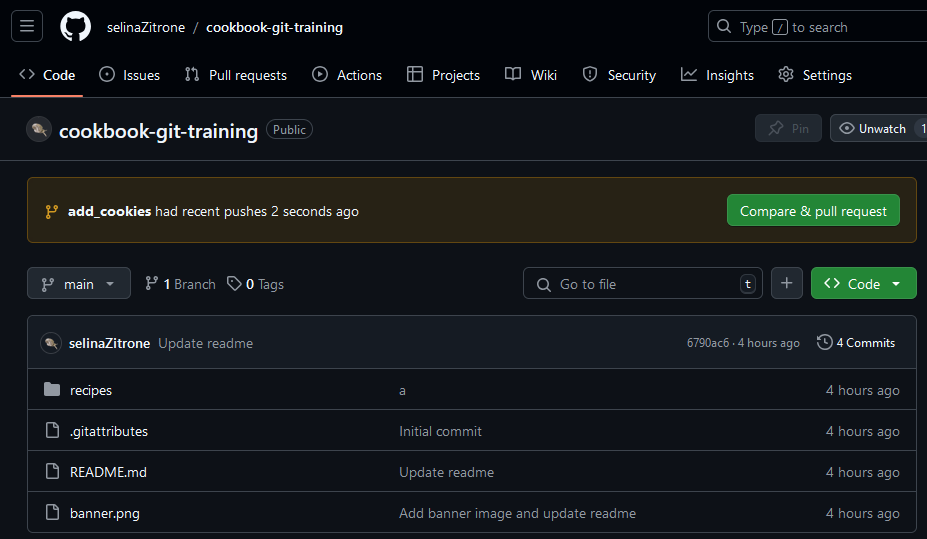 selinaZitrone / cookbook-git-training
Type / to search
Code Issues Pull requests Actions Projects Wiki Security Insights Settings
cookbook-git-training Public Pin Unwatch 1
add_cookies had recent pushes 2 seconds ago Compare & pull request
main 1 Branch 0 Tags Go to file t + Code
selinaZitrone Update readme 6790ac6 · 4 hours ago 4 Commits
recipes a 4 hours ago
.gitattributes Initial commit 4 hours ago
README.md Update readme 4 hours ago
banner.png Add banner image and update readme 4 hours ago